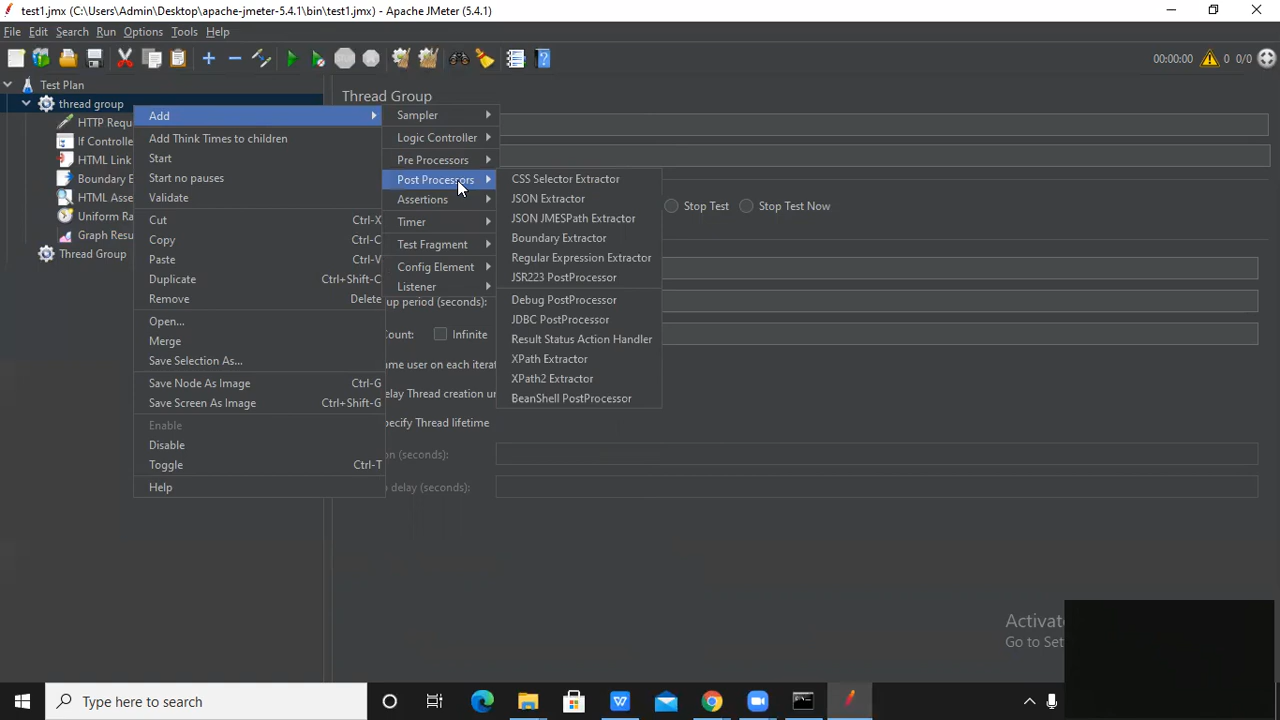 test1.jmx (C:\Users\Admin\Desktop\apache-jmeter-5.4.1\bin\test1.jmx) - Apache JMeter (5.4.1)
File Edit Search Run Options Tools Help
00:00:00 0 0/0
Test Plan
thread group
HTTP Requ
If Controlle
HTML Link
Boundary E
HTML Asse
Uniform Ra
Graph Resu
Thread Group
Add
Add Think Times to children
Start
Start no pauses
Validate
Cut Ctrl-X
Copy Ctrl-C
Paste Ctrl-V
Duplicate Ctrl+Shift-C
Remove Delete
Open...
Merge
Save Selection As...
Save Node As Image Ctrl-G
Save Screen As Image Ctrl+Shift-G
Enable
Disable
Toggle Ctrl-T
Help
Sampler
Logic Controller
Pre Processors
Post Processors
Assertions
Timer
Test Fragment
Config Element
Listener
CSS Selector Extractor
JSON Extractor
JSON JMESPath Extractor
Boundary Extractor
Regular Expression Extractor
JSR223 PostProcessor
Debug PostProcessor
JDBC PostProcessor
Result Status Action Handler
XPath Extractor
XPath2 Extractor
BeanShell PostProcessor
Thread Group
Stop Test Stop Test Now
up period (seconds):
Count: Infinite
me user on each iterat
elay Thread creation un
pecify Thread lifetime
on (seconds):
delay (seconds):
Activate
Go to Set
Type here to search